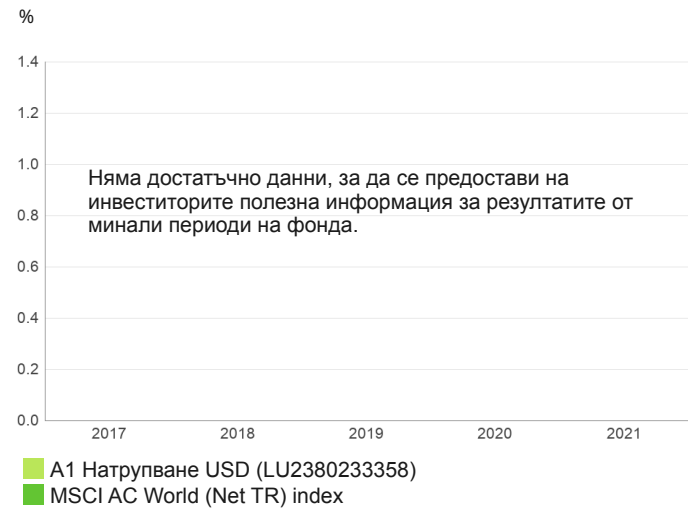 %
1.4
1.2
1.0
Няма достатъчно данни, за да се предостави на
инвеститорите полезна информация за резултатите от
минали периоди на фонда.
0.8
0.6
0.4
0.2
0.0
2017 2018 2019 2020 2021
A1 Натрупване USD (LU2380233358)
MSCI AC World (Net TR) index